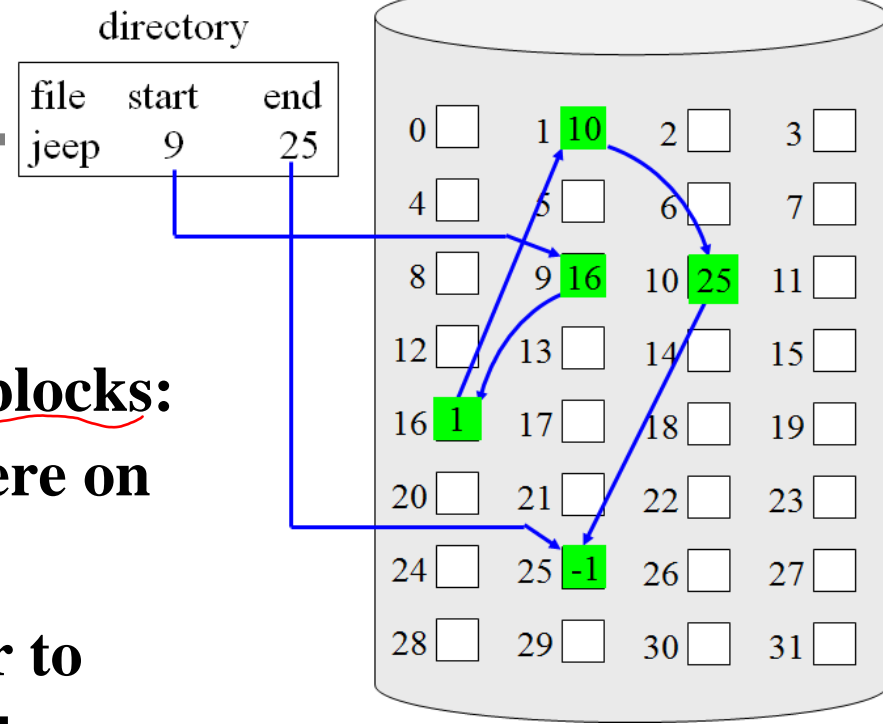 directory
file start end
jeep 9 25
0 1 10 2 3
4 5 6 7
8 9 16 10 25 11
12 13 14 15
16 1 17 18 19
20 21 22 23
24 25 -1 26 27
28 29 30 31
blocks:
ere on
r to